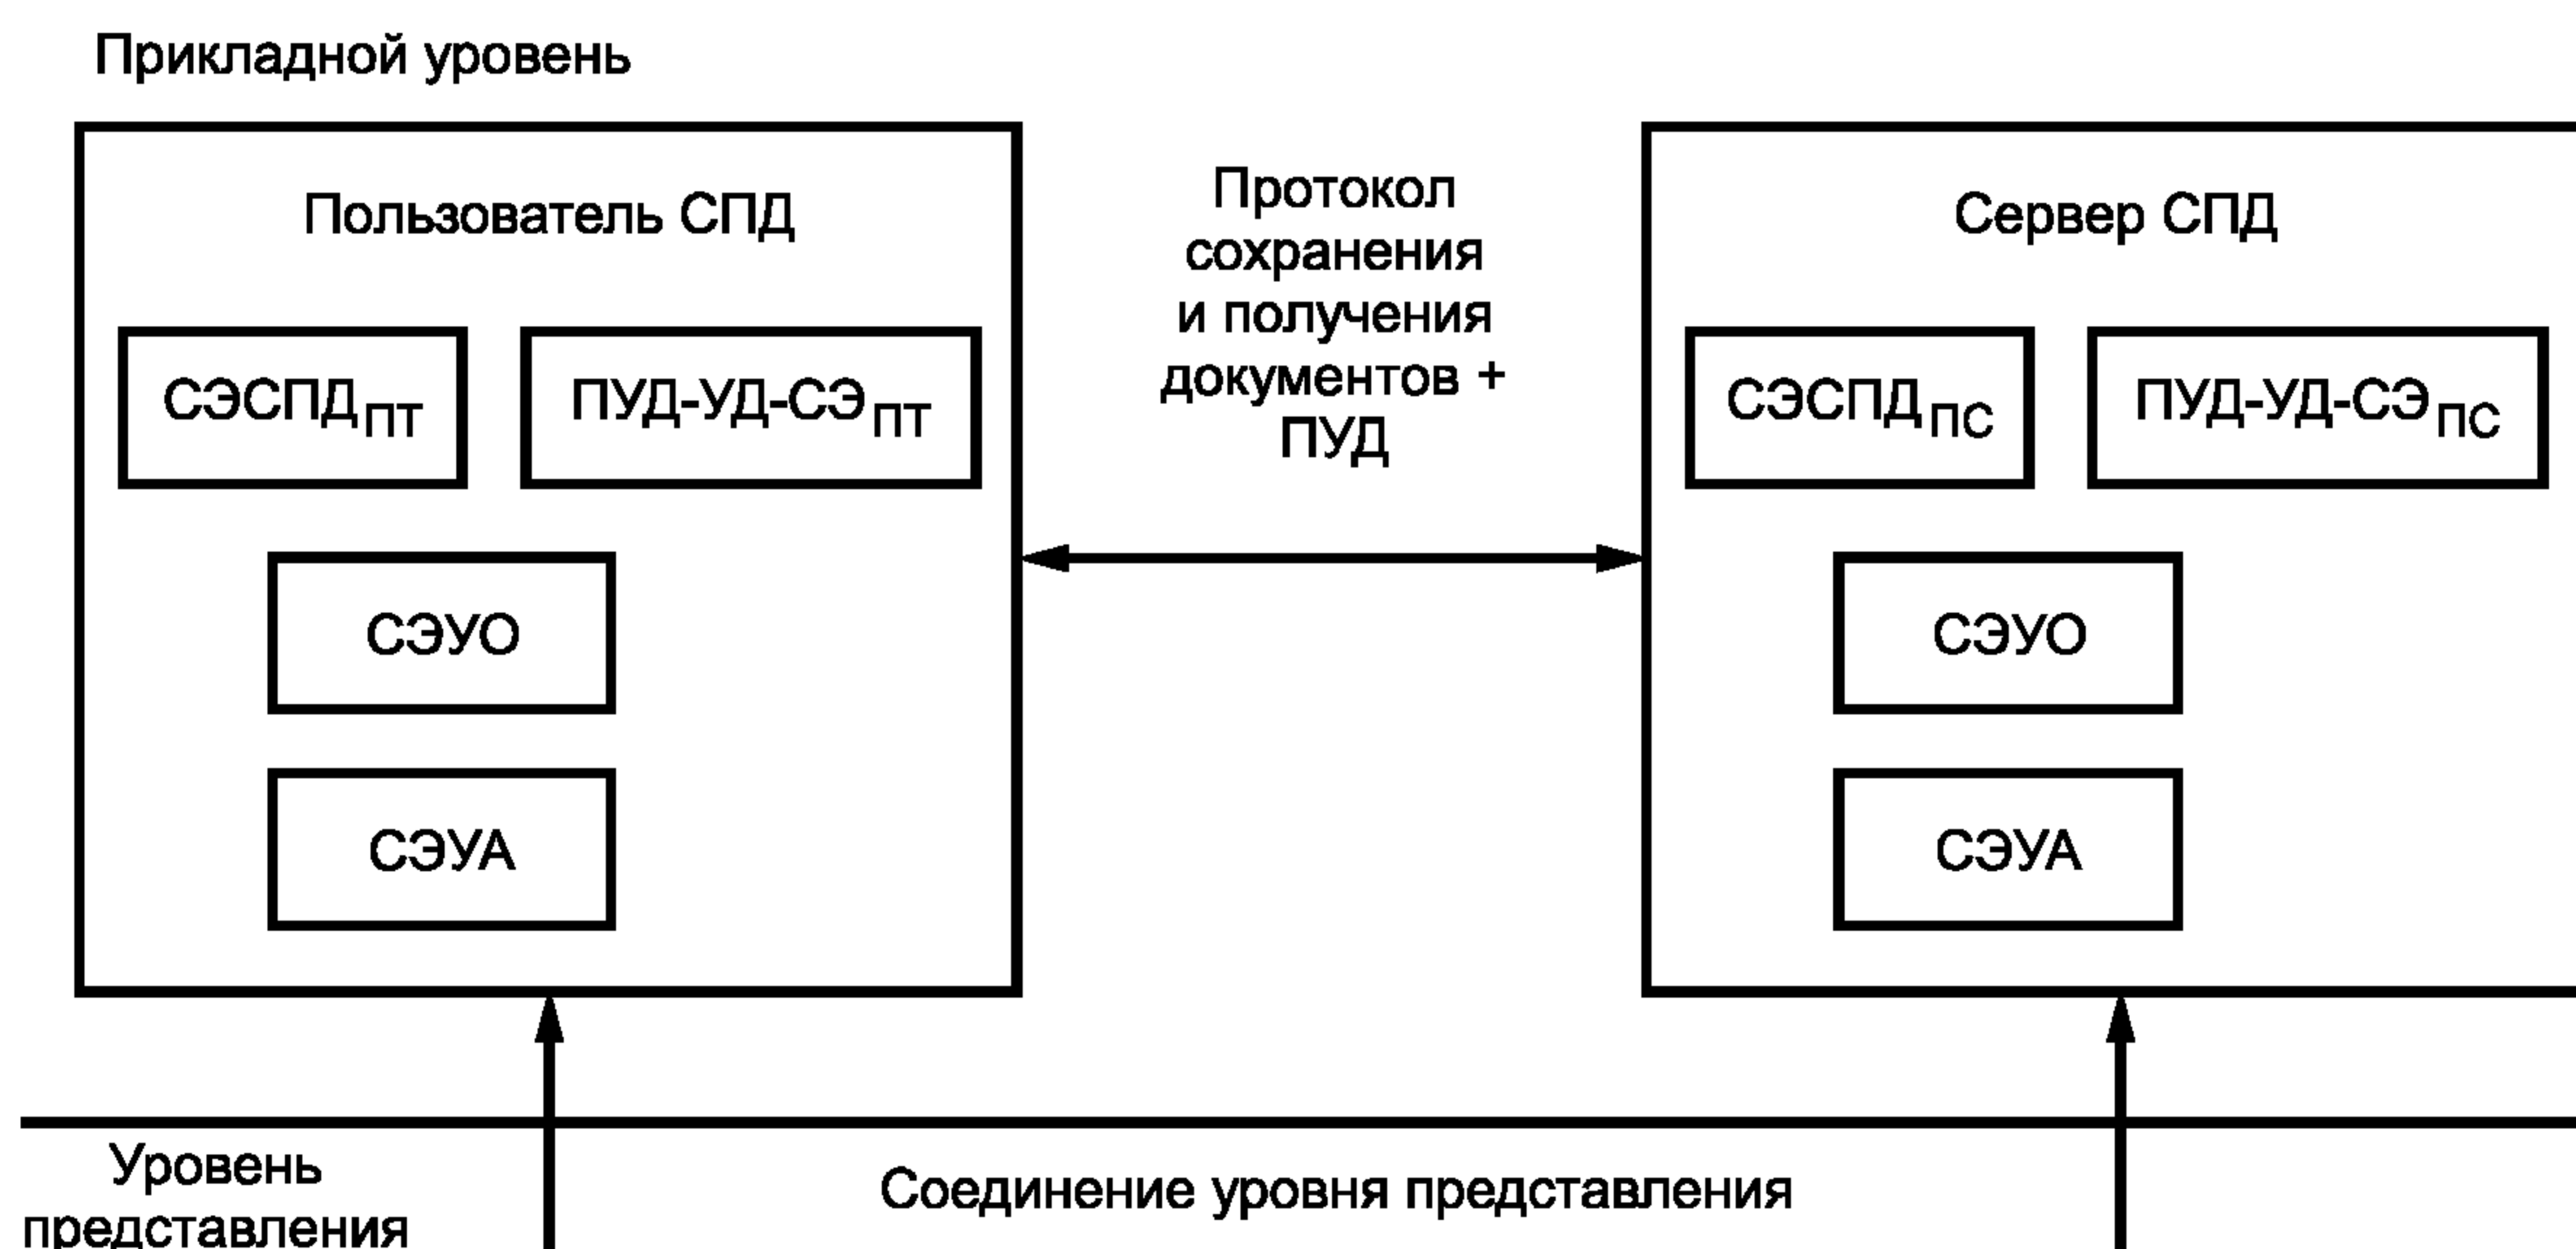 Прикладной уровень
Пользователь СПД
СЭСПДПТ
ПУД-УД-СЭПТ
СЭУО
СЭУА
Протокол
сохранения
и получения
документов +
ПУД
Сервер СПД
СЭСПДПС
ПУД-УД-СЭПС
СЭУО
СЭУА
Уровень
представления
Соединение уровня представления